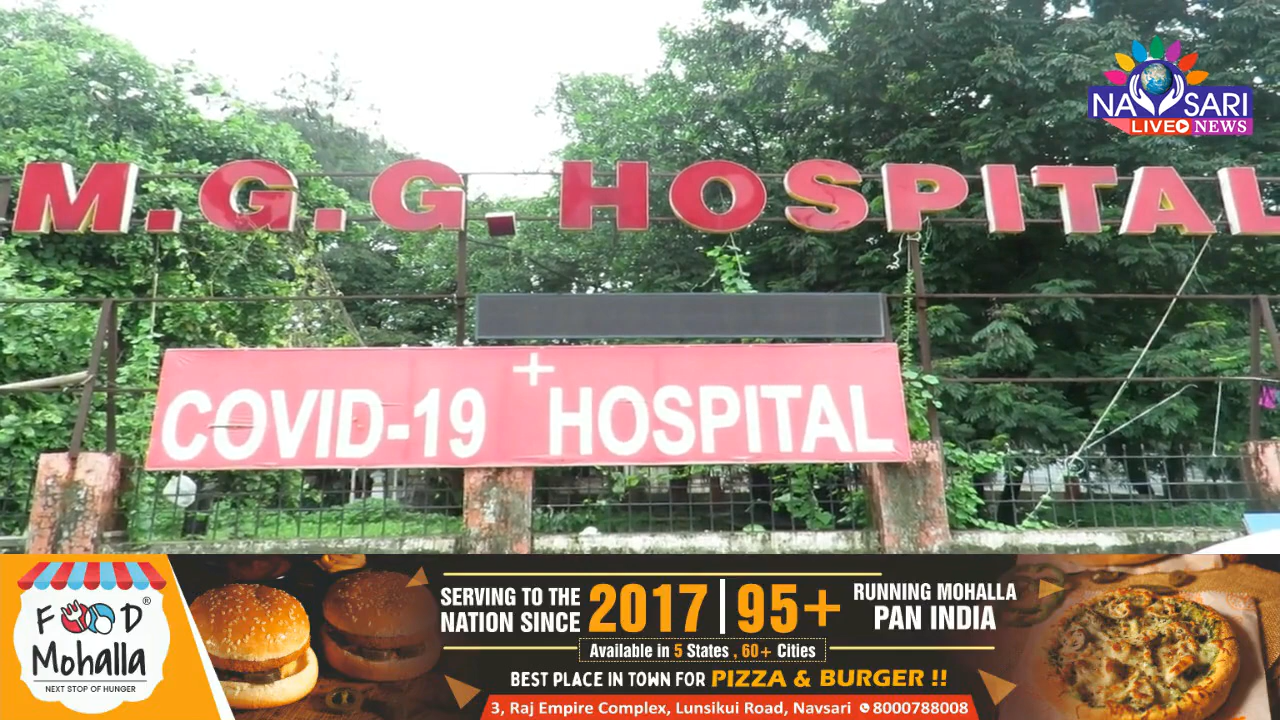 NAVSARI
LIVE NEWS
M.G.G. HOSPITAL
COVID-19 + HOSPITAL
FOOD®
Mohalla
NEXT STOP OF HUNGER
SERVING TO THE
NATION SINCE
2017 | 95+
RUNNING MOHALLA
PAN INDIA
Available in 5 States , 60+ Cities
BEST PLACE IN TOWN FOR PIZZA & BURGER !!
3, Raj Empire Complex, Lunsikui Road, Navsari 8000788008